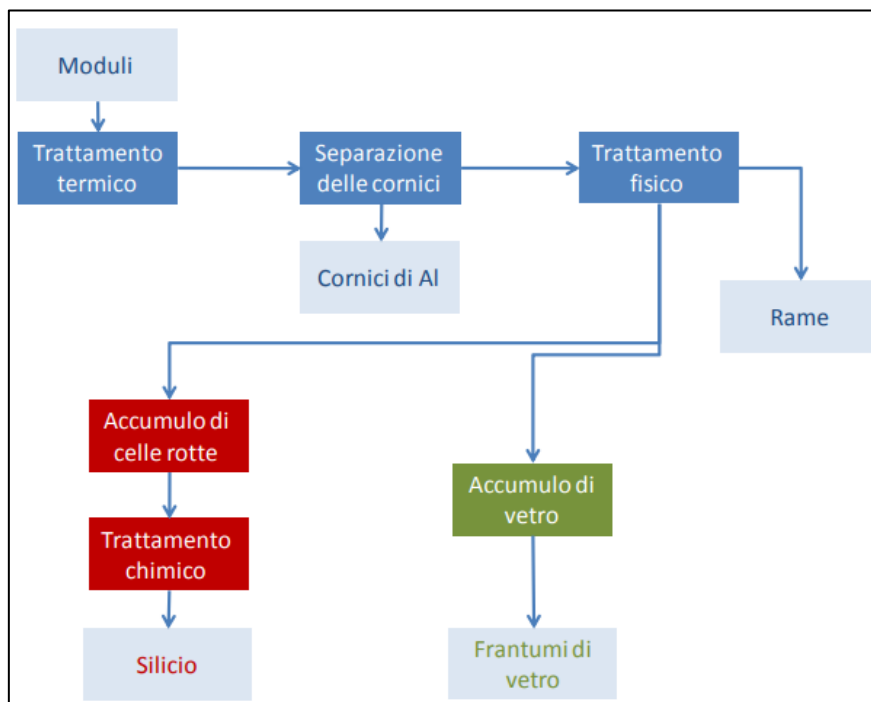 Moduli
Trattamento
termico
Separazione
delle cornici
Trattamento
fisico
Cornici di Al
Rame
Accumulo di
celle rotte
Accumulo di
vetro
Trattamento
chimico
Silicio
Frantumi di
vetro